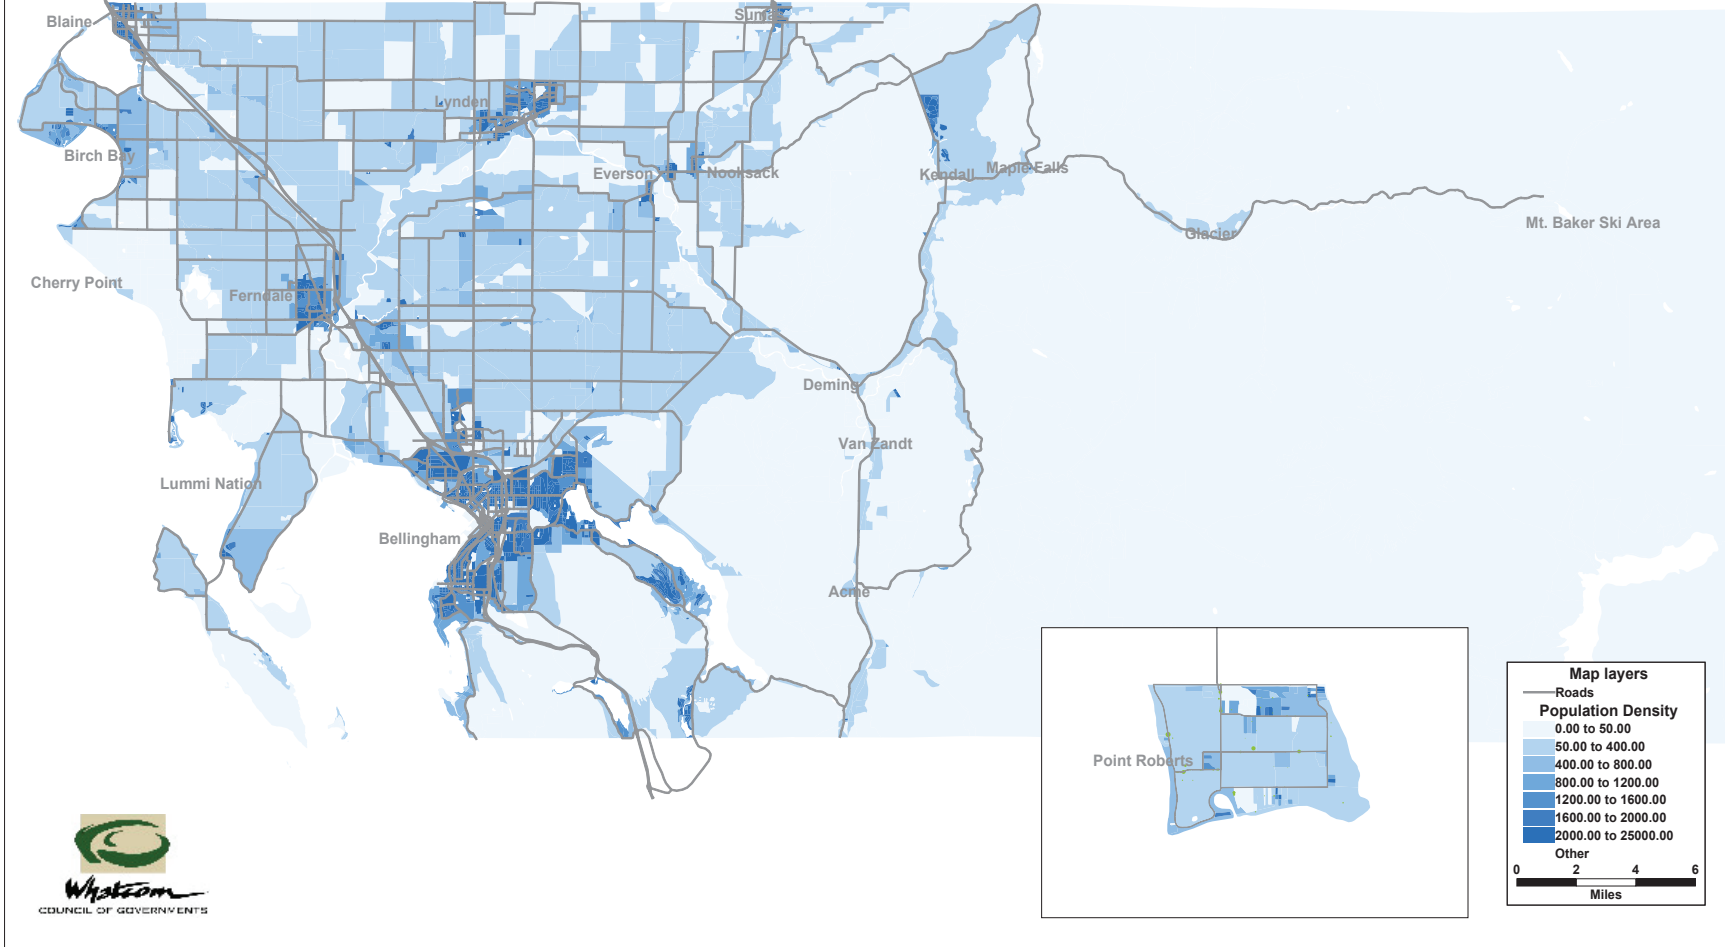 Blaine
Sumas
Lynden
Birch Bay
Everson
Nooksack
Kendall
Maple Falls
Glacier
Mt. Baker Ski Area
Cherry Point
Ferndale
Deming
Van Zandt
Lummi Nation
Bellingham
Acme
Point Roberts
Map layers
Roads
Population Density
0.00 to 50.00
50.00 to 400.00
400.00 to 800.00
800.00 to 1200.00
1200.00 to 1600.00
1600.00 to 2000.00
2000.00 to 25000.00
Other
0 2 4 6
Miles
Whatcom
COUNCIL OF GOVERNMENTS